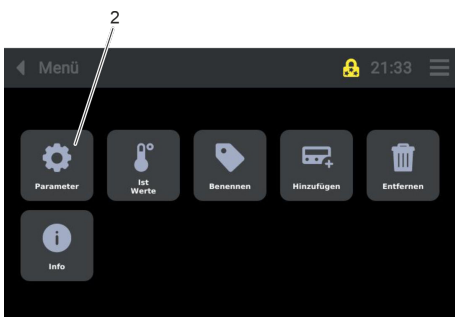 2
Menü
21:33
Parameter
Ist
Werte
Benennen
Hinzufügen
Entfernen
Info